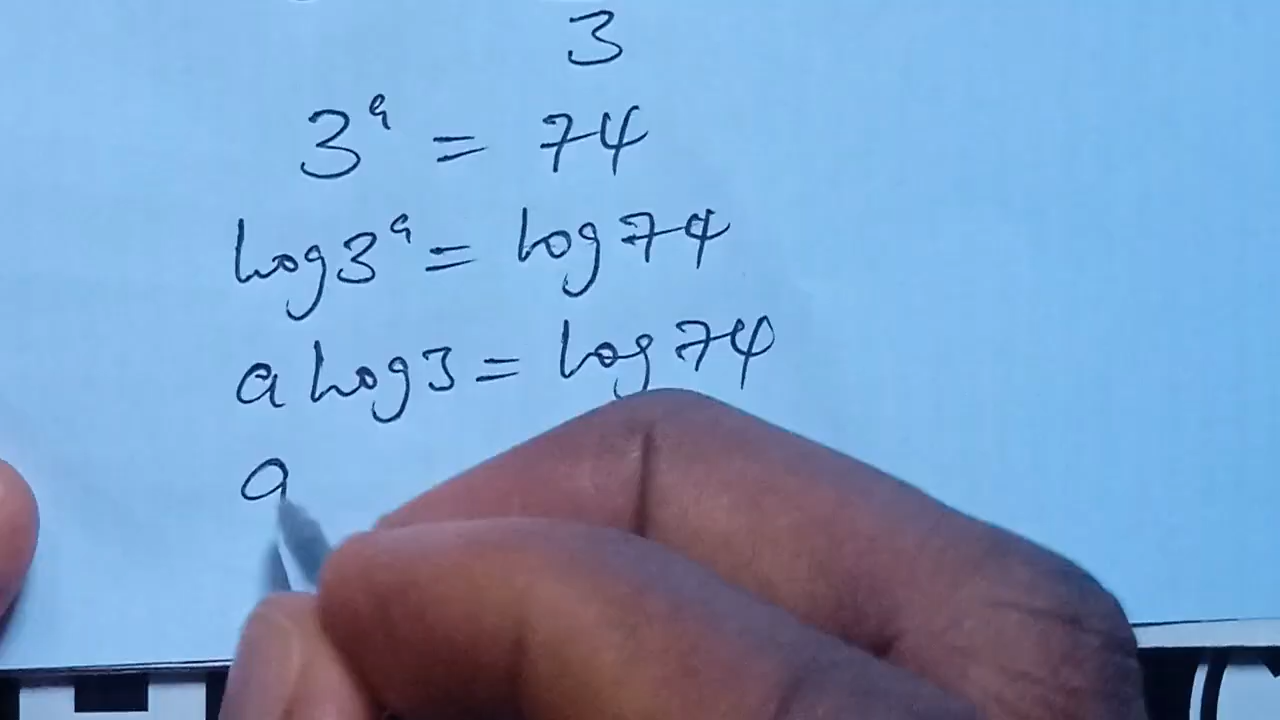 3
3ᵃ = 74
log3ᵃ = log74
a log3 = log74
a